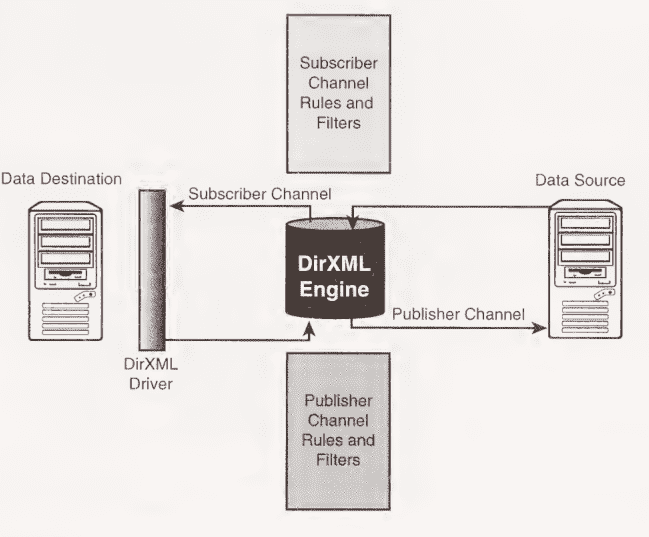 Subscriber
Channel
Rules and
Filters
Data Destination
Subscriber Channel
Data Source
DirXML
Engine
Publisher Channel
DirXML
Driver
Publisher
Channel
Rules and
Filters